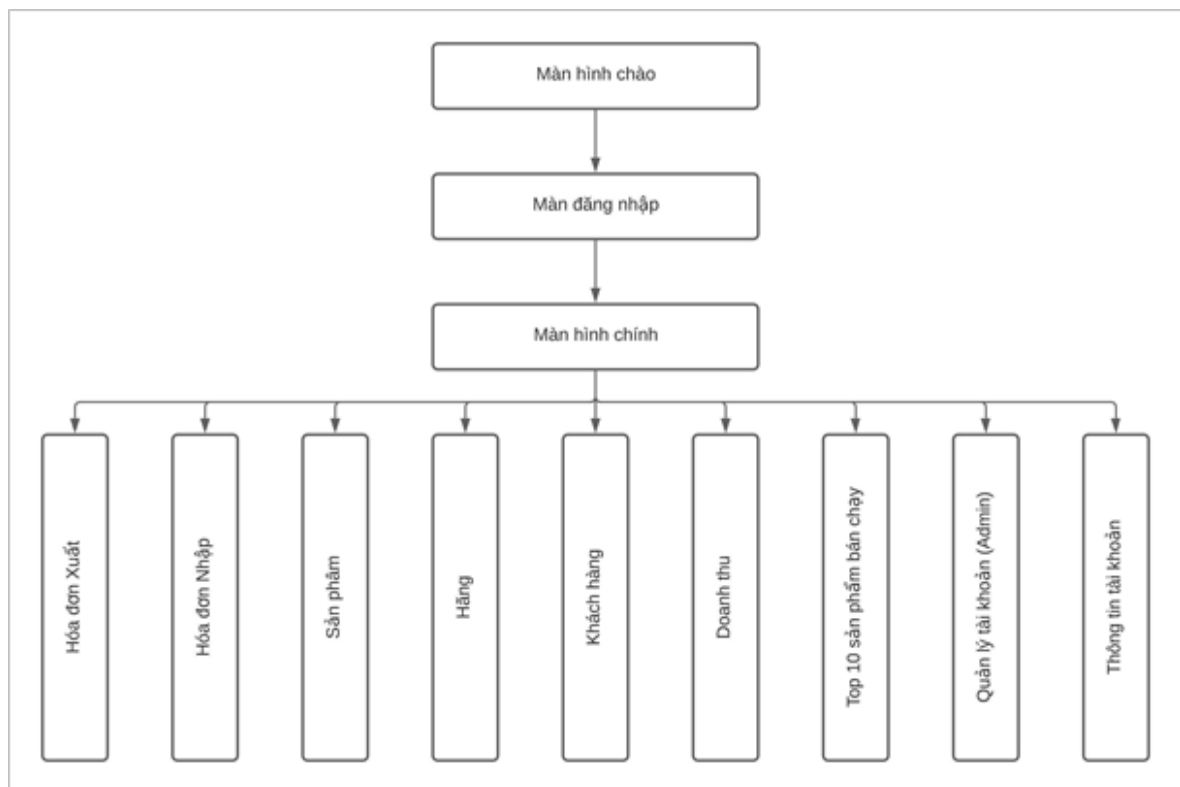 Màn hình chào
Màn đăng nhập
Màn hình chính
Hóa đơn Xuất
Hóa đơn Nhập
Sản phâm
Hãng
Khách hàng
Doanh thu
Top 10 sản phẩm bán chạy
Quản lý tài khoản (Admin)
Thông tin tài khoản